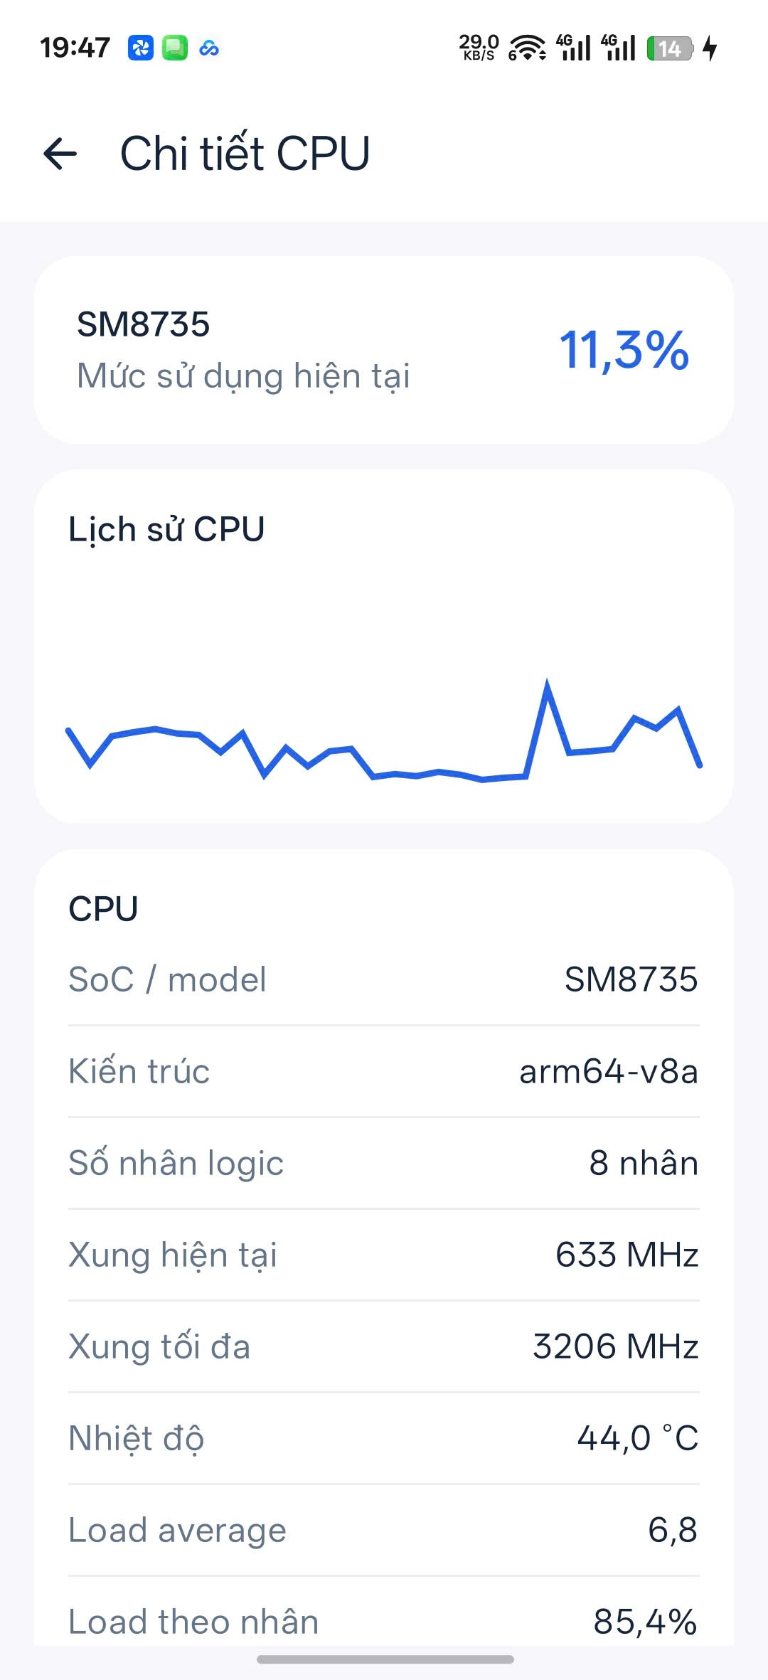 19:47 29.0 KB/S 6 4G 4G 14
Chi tiết CPU
SM8735
Mức sử dụng hiện tại
11,3%
Lịch sử CPU
CPU
SoC / model SM8735
Kiến trúc arm64-v8a
Số nhân logic 8 nhân
Xung hiện tại 633 MHz
Xung tối đa 3206 MHz
Nhiệt độ 44,0 °C
Load average 6,8
Load theo nhân 85,4%